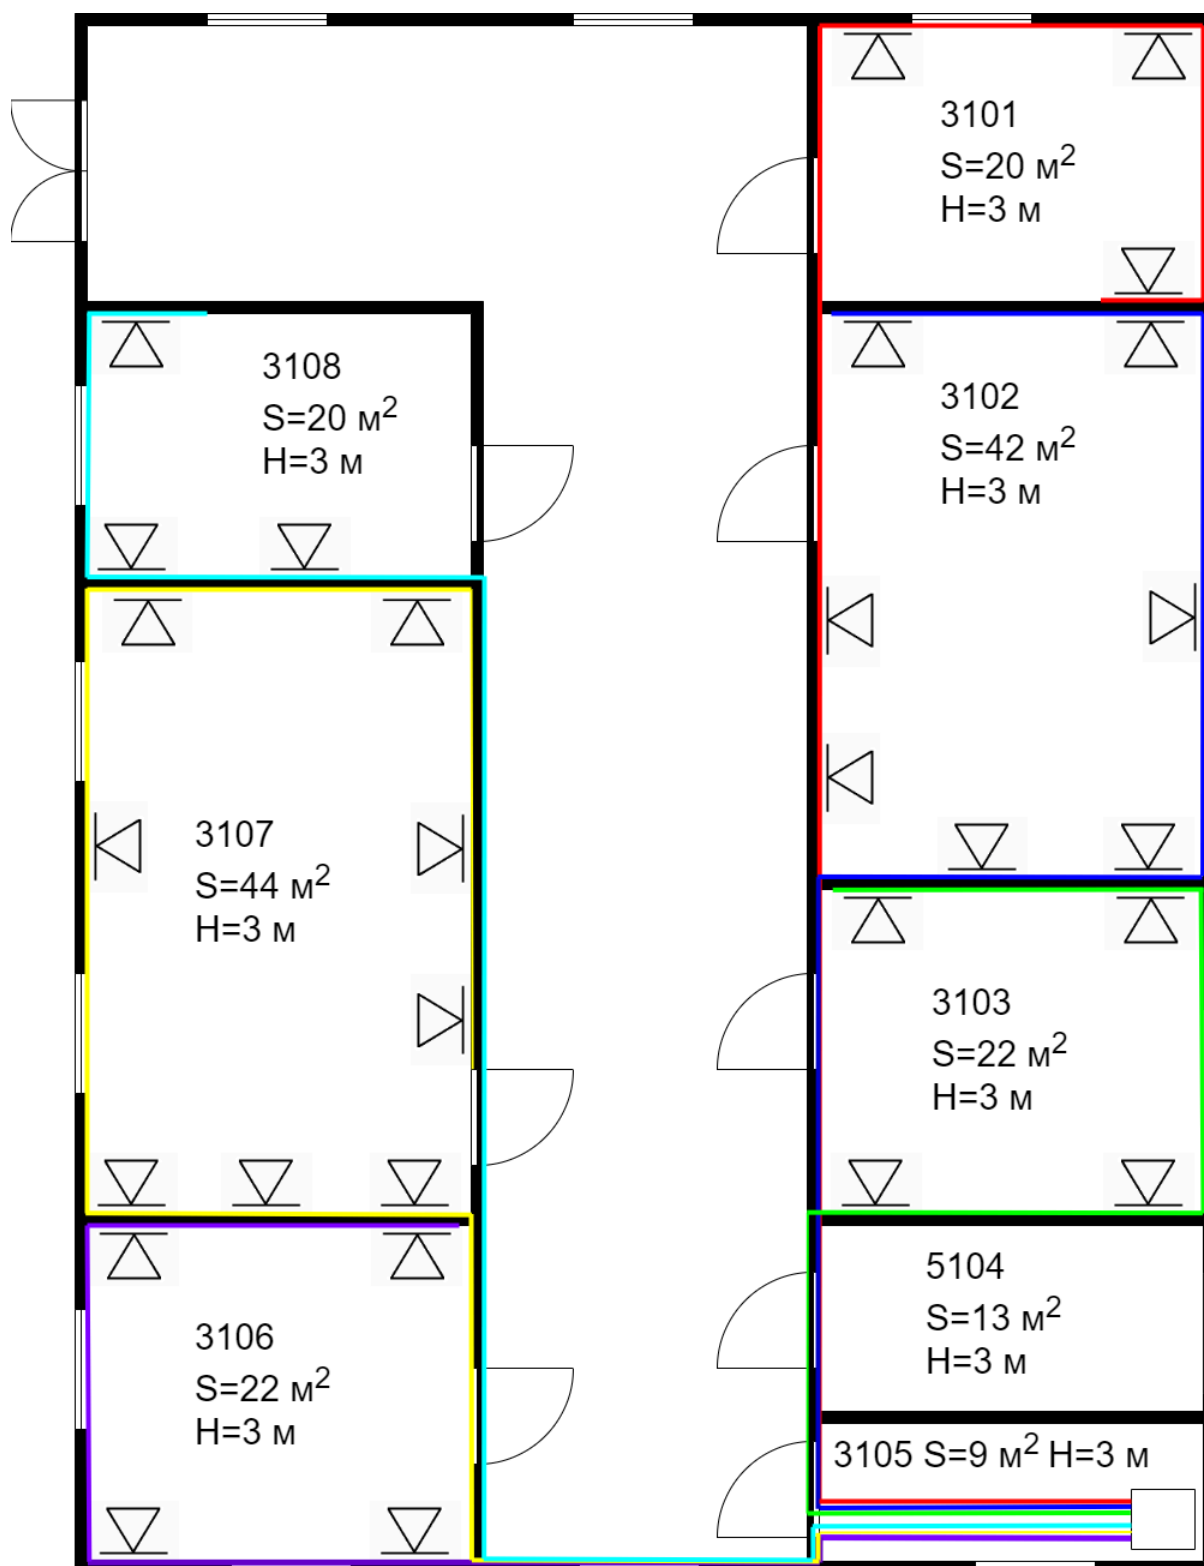 3101
S=20 м²
H=3 м
3108
S=20 м²
H=3 м
3102
S=42 м²
H=3 м
3107
S=44 м²
H=3 м
3103
S=22 м²
H=3 м
5104
S=13 м²
H=3 м
3106
S=22 м²
H=3 м
3105 S=9 м² H=3 м